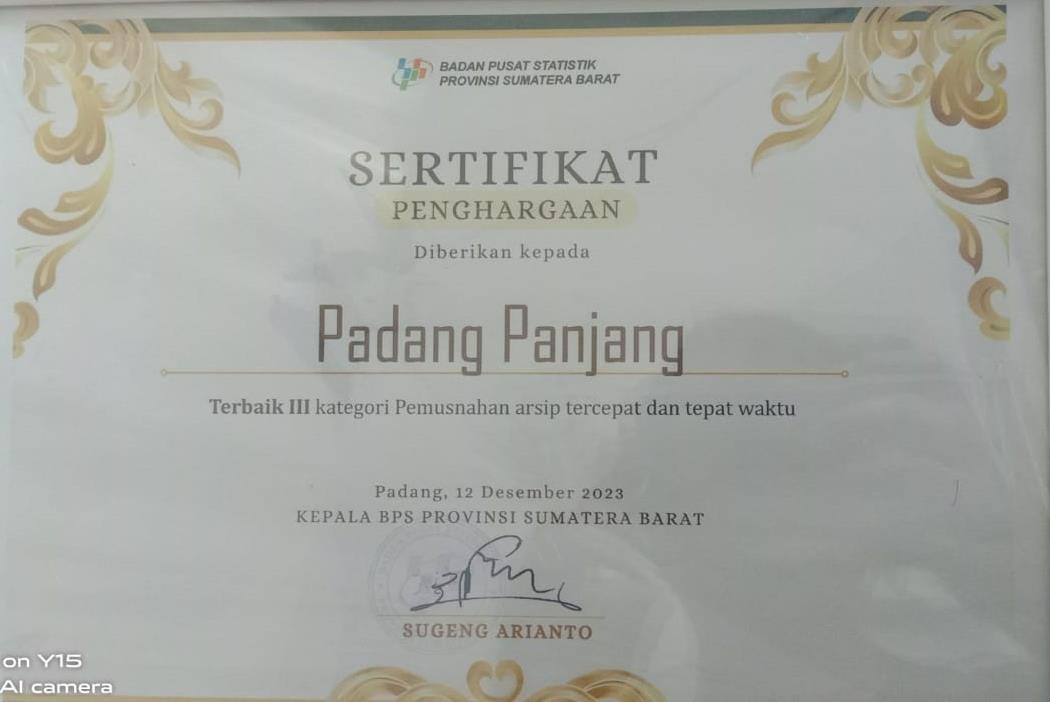 BADAN PUSAT STATISTIK
PROVINSI SUMATERA BARAT
SERTIFIKAT
PENGHARGAAN
Diberikan kepada
Padang Panjang
Terbaik III kategori Pemusnahan arsip tercepat dan tepat waktu
Padang, 12 Desember 2023
KEPALA BPS PROVINSI SUMATERA BARAT
SUGENG ARIANTO
on Y15
AI camera